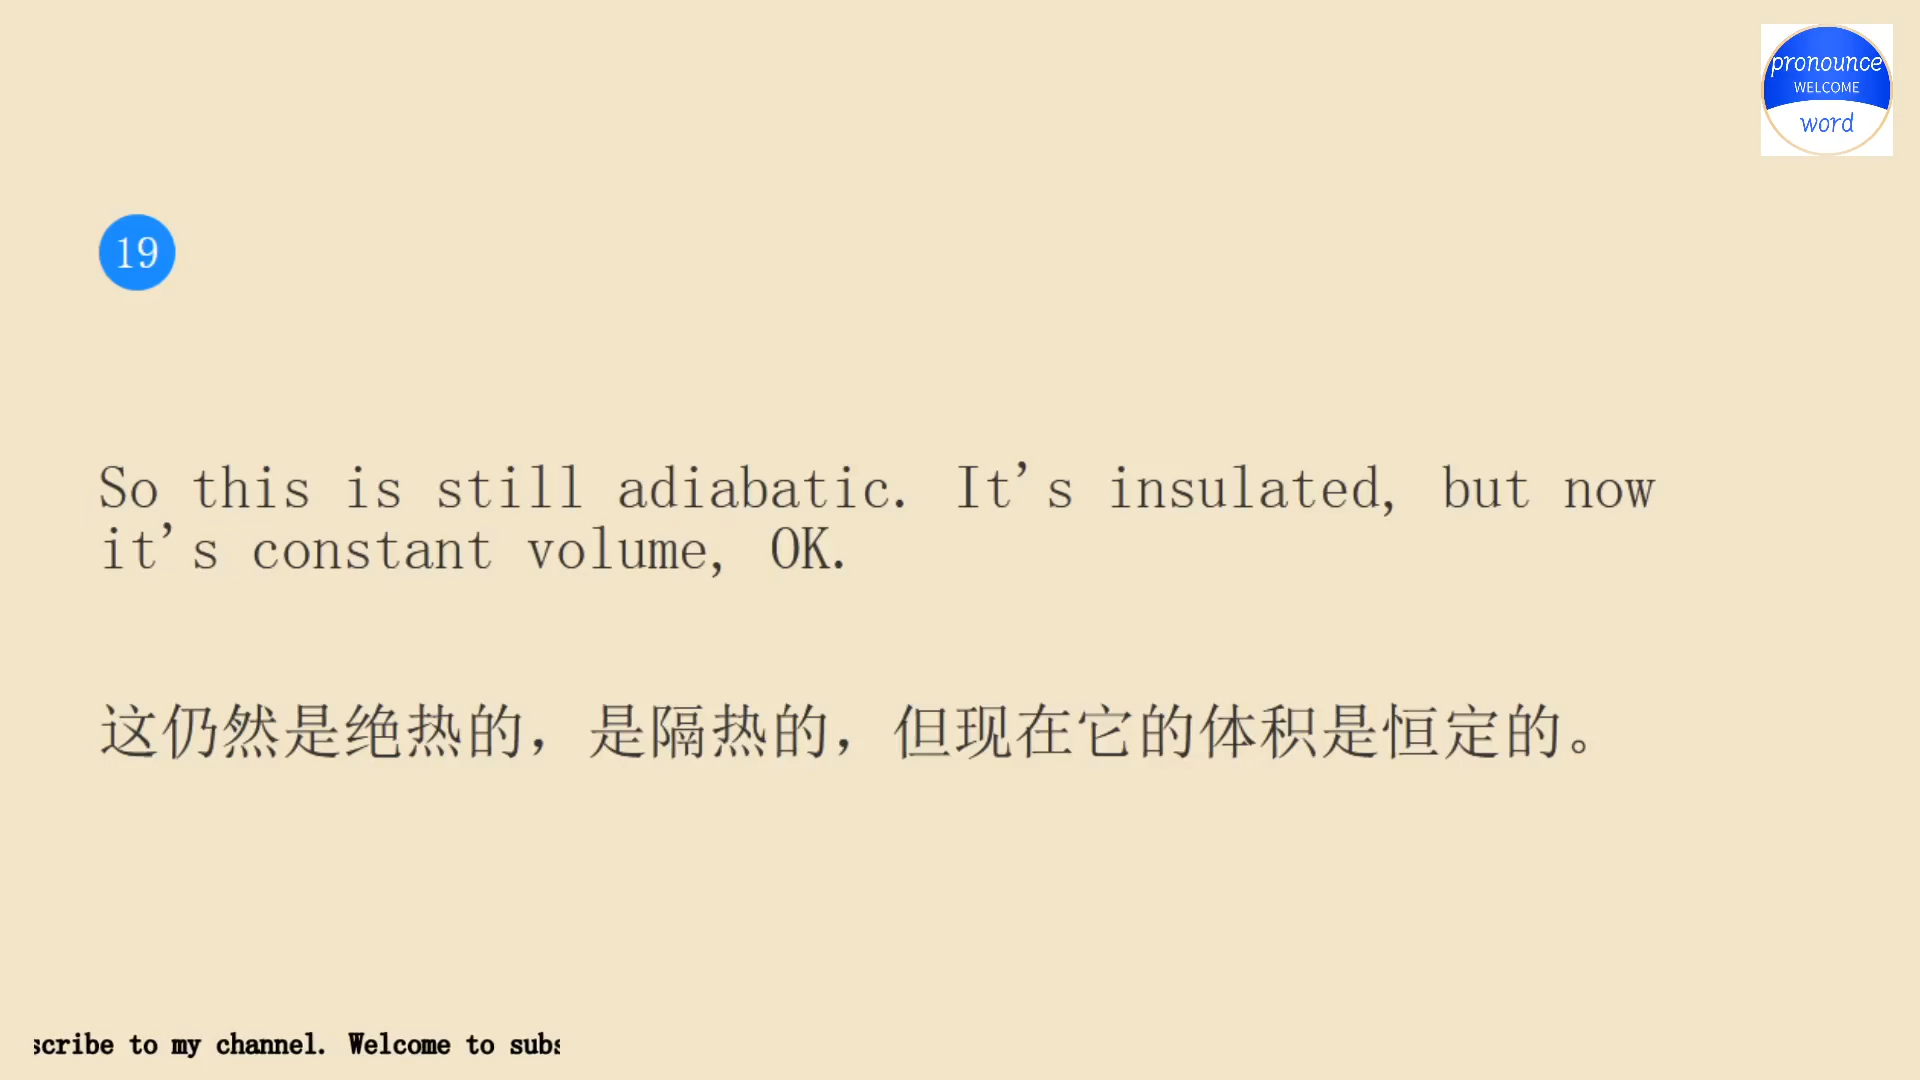 pronounce
WELCOME
word
19
So this is still adiabatic. It's insulated, but now
it's constant volume, OK.
这仍然是绝热的，是隔热的，但现在它的体积是恒定的。
scribe to my channel. Welcome to subs